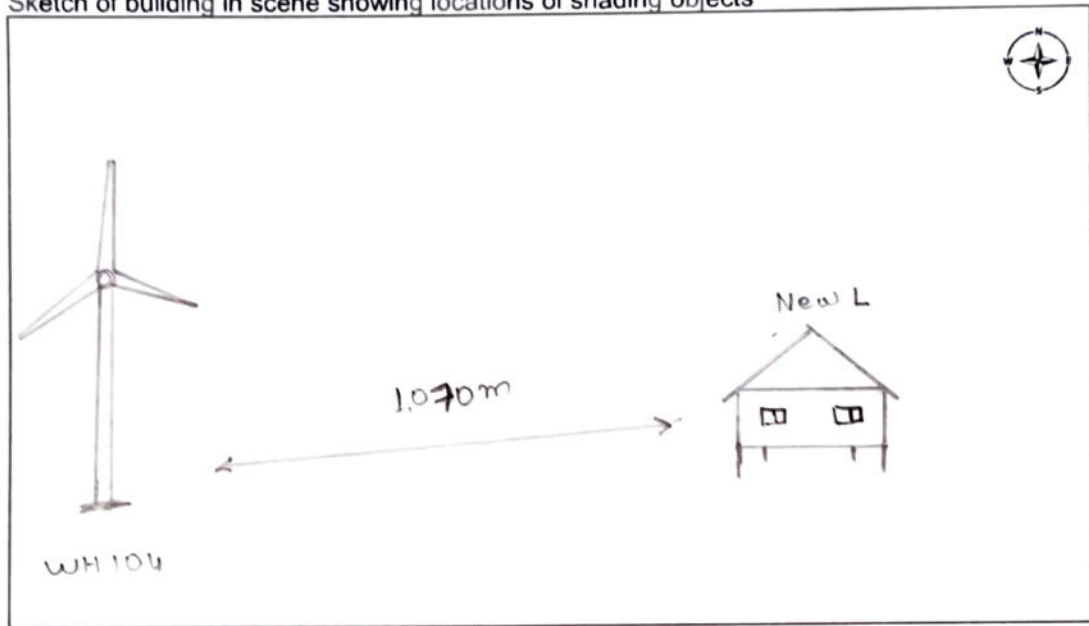 Sketch of building in scene showing locations of shading objects
N
W
E
S
New L
1.070m
WH104